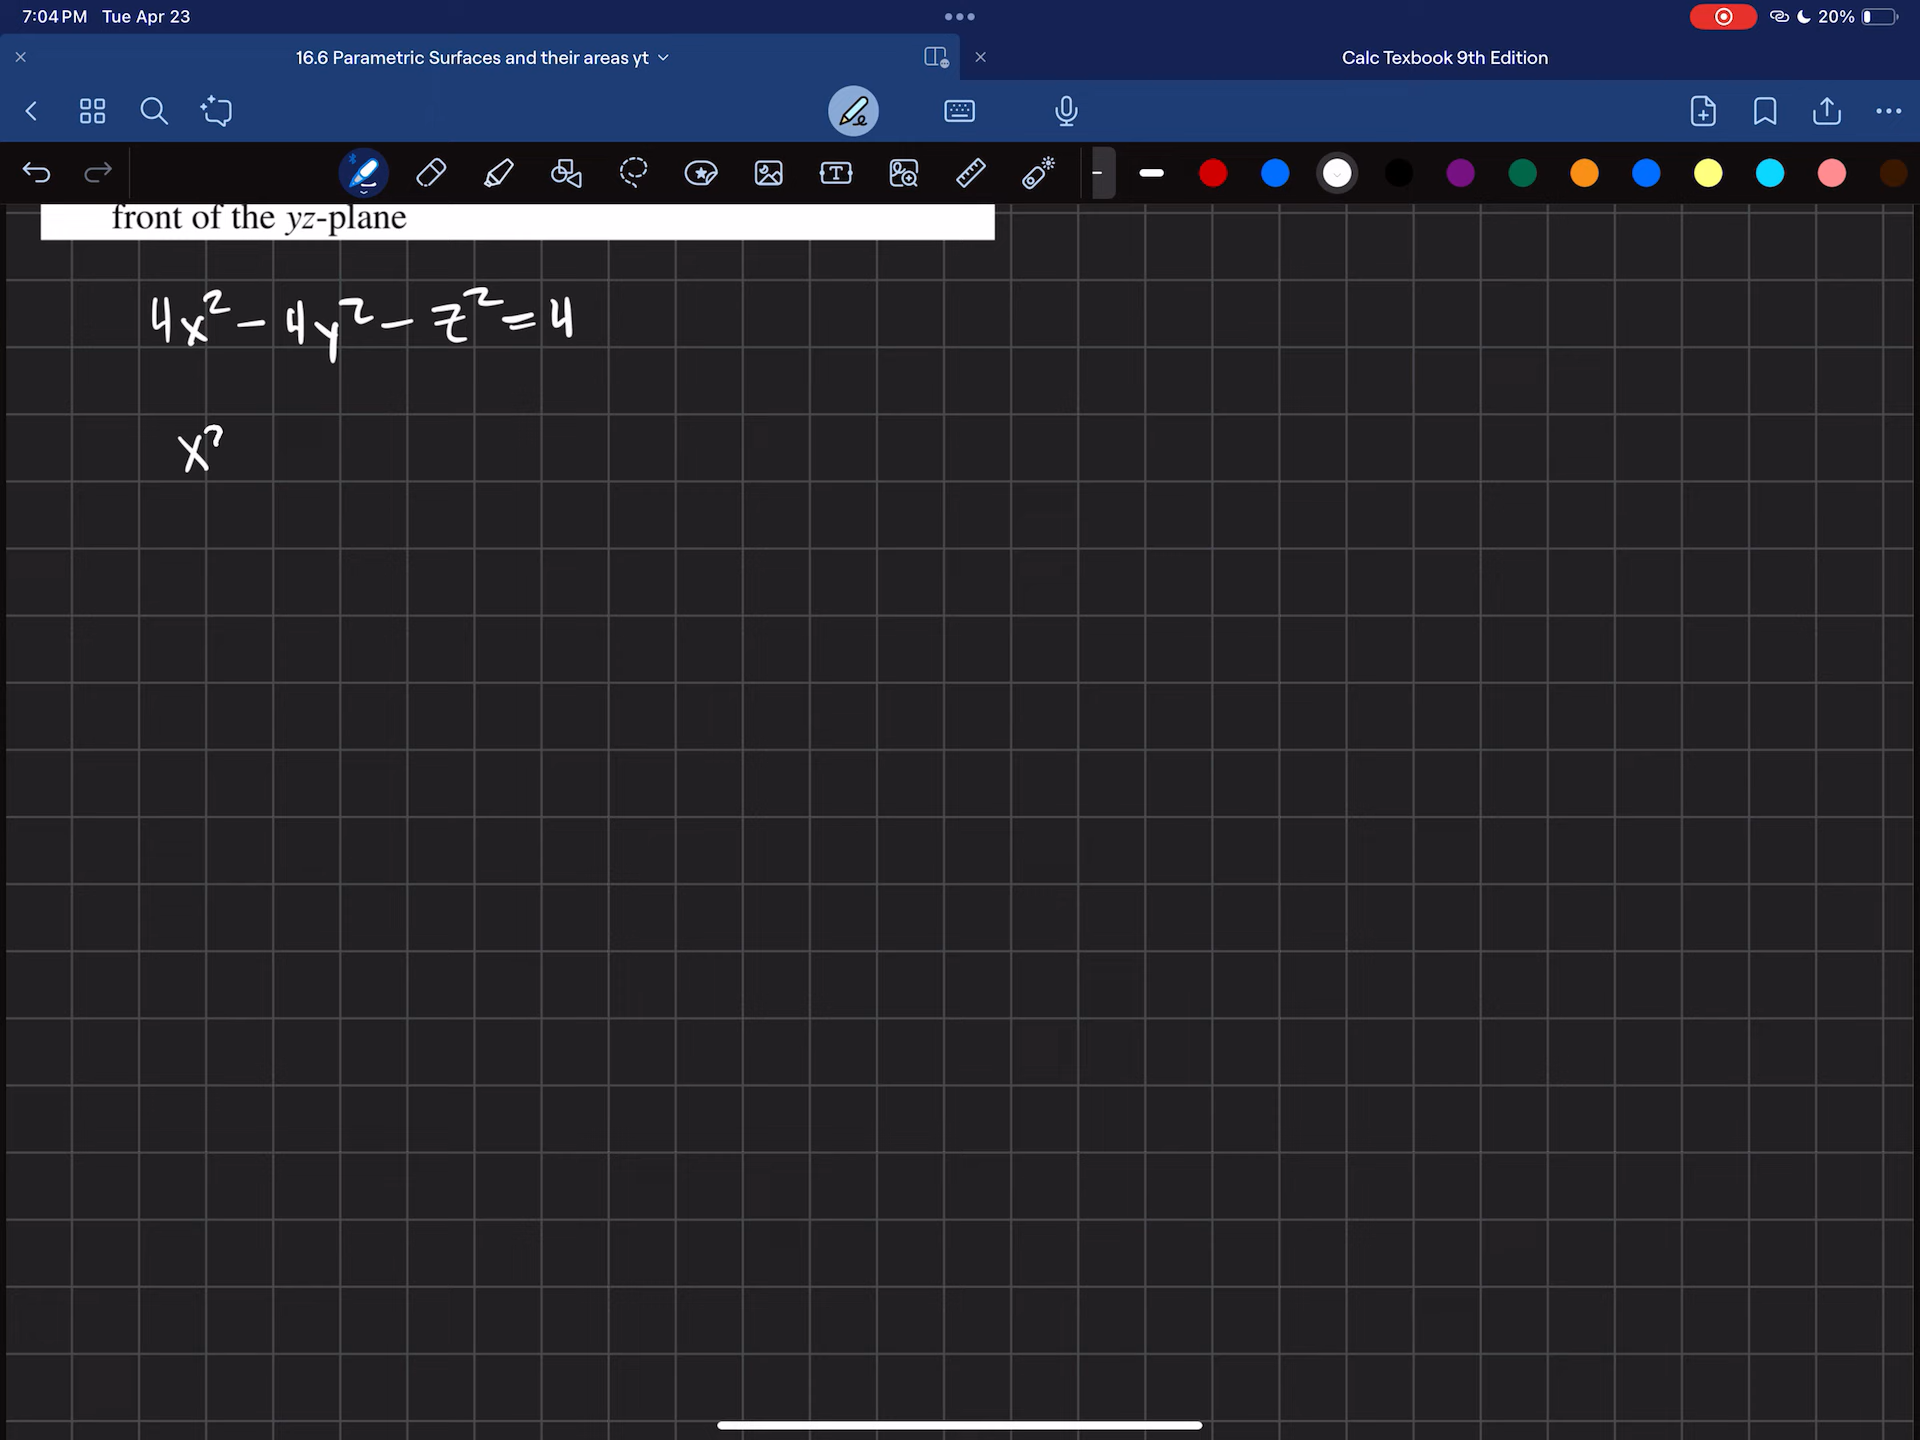 7:04 PM Tue Apr 23
20%
16.6 Parametric Surfaces and their areas yt
Calc Texbook 9th Edition
front of the yz-plane
4x² - 4y² - z² = 4
x²